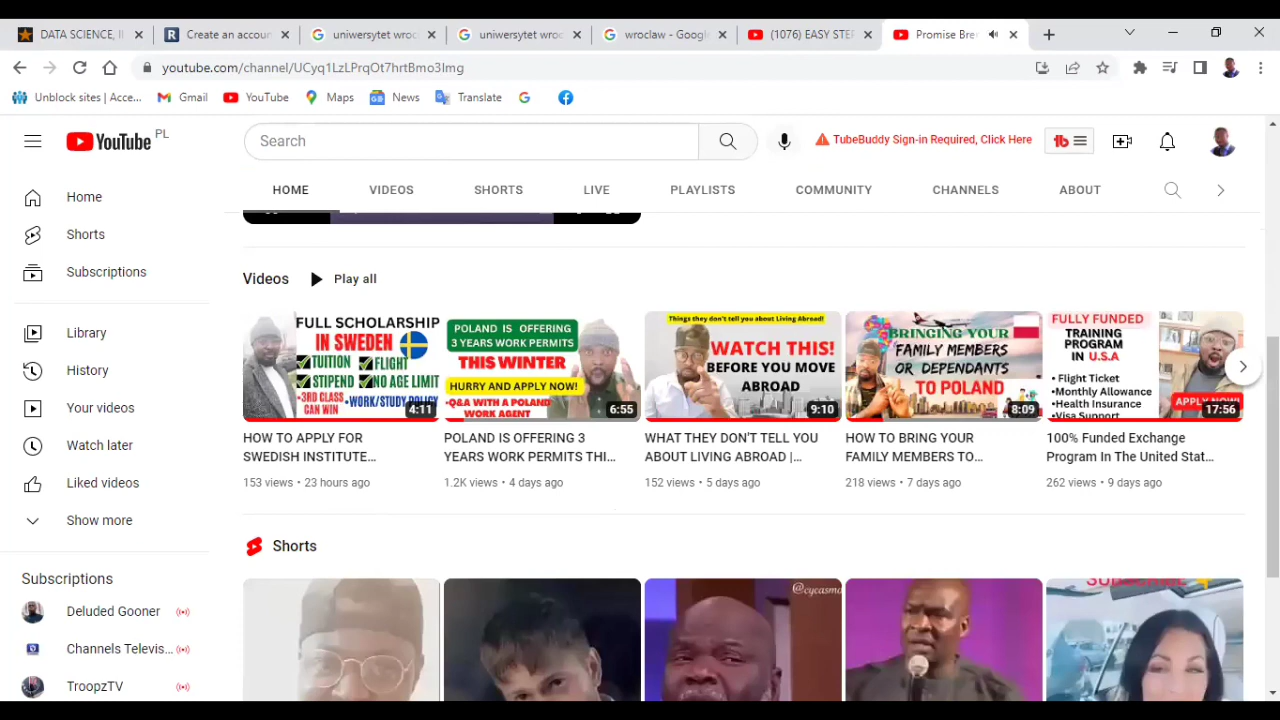 DATA SCIENCE, I
Create an accoun
uniwersytet wroc
uniwersytet wroc
wroclaw - Google
(1076) EASY STEP
Promise Bre
youtube.com/channel/UCyq1LzLPrqOt7hrtBmo3Img
Unblock sites | Acce...
Gmail
YouTube
Maps
News
Translate
YouTube PL
Search
TubeBuddy Sign-in Required, Click Here
HOME
VIDEOS
SHORTS
LIVE
PLAYLISTS
COMMUNITY
CHANNELS
ABOUT
Home
Shorts
Subscriptions
Library
History
Your videos
Watch later
Liked videos
Show more
Subscriptions
Deluded Gooner
Channels Televis...
TroopzTV
Videos
Play all
FULL SCHOLARSHIP
IN SWEDEN
TUITION
FLIGHT
STIPEND
NO AGE LIMIT
•3RD CLASS
CAN WIN
•WORK/STUDY POLICY
4:11
HOW TO APPLY FOR
SWEDISH INSTITUTE...
153 views • 23 hours ago
POLAND IS OFFERING
3 YEARS WORK PERMITS
THIS WINTER
HURRY AND APPLY NOW!
•Q&A WITH A POLAND
WORK AGENT
6:55
POLAND IS OFFERING 3
YEARS WORK PERMITS THI...
1.2K views • 4 days ago
Things they don't tell you about Living Abroad!
WATCH THIS!
BEFORE YOU MOVE
ABROAD
9:10
WHAT THEY DON'T TELL YOU
ABOUT LIVING ABROAD |...
152 views • 5 days ago
BRINGING YOUR
FAMILY MEMBERS
OR DEPENDANTS
TO POLAND
8:09
HOW TO BRING YOUR
FAMILY MEMBERS TO...
218 views • 7 days ago
FULLY FUNDED
TRAINING
PROGRAM
IN U.S.A
• Flight Ticket
• Monthly Allowance
•Health Insurance
•Visa Support
APPLY NOW!
17:56
100% Funded Exchange
Program In The United Stat...
262 views • 9 days ago
Shorts
@cycasmo
SUBSCRIBE